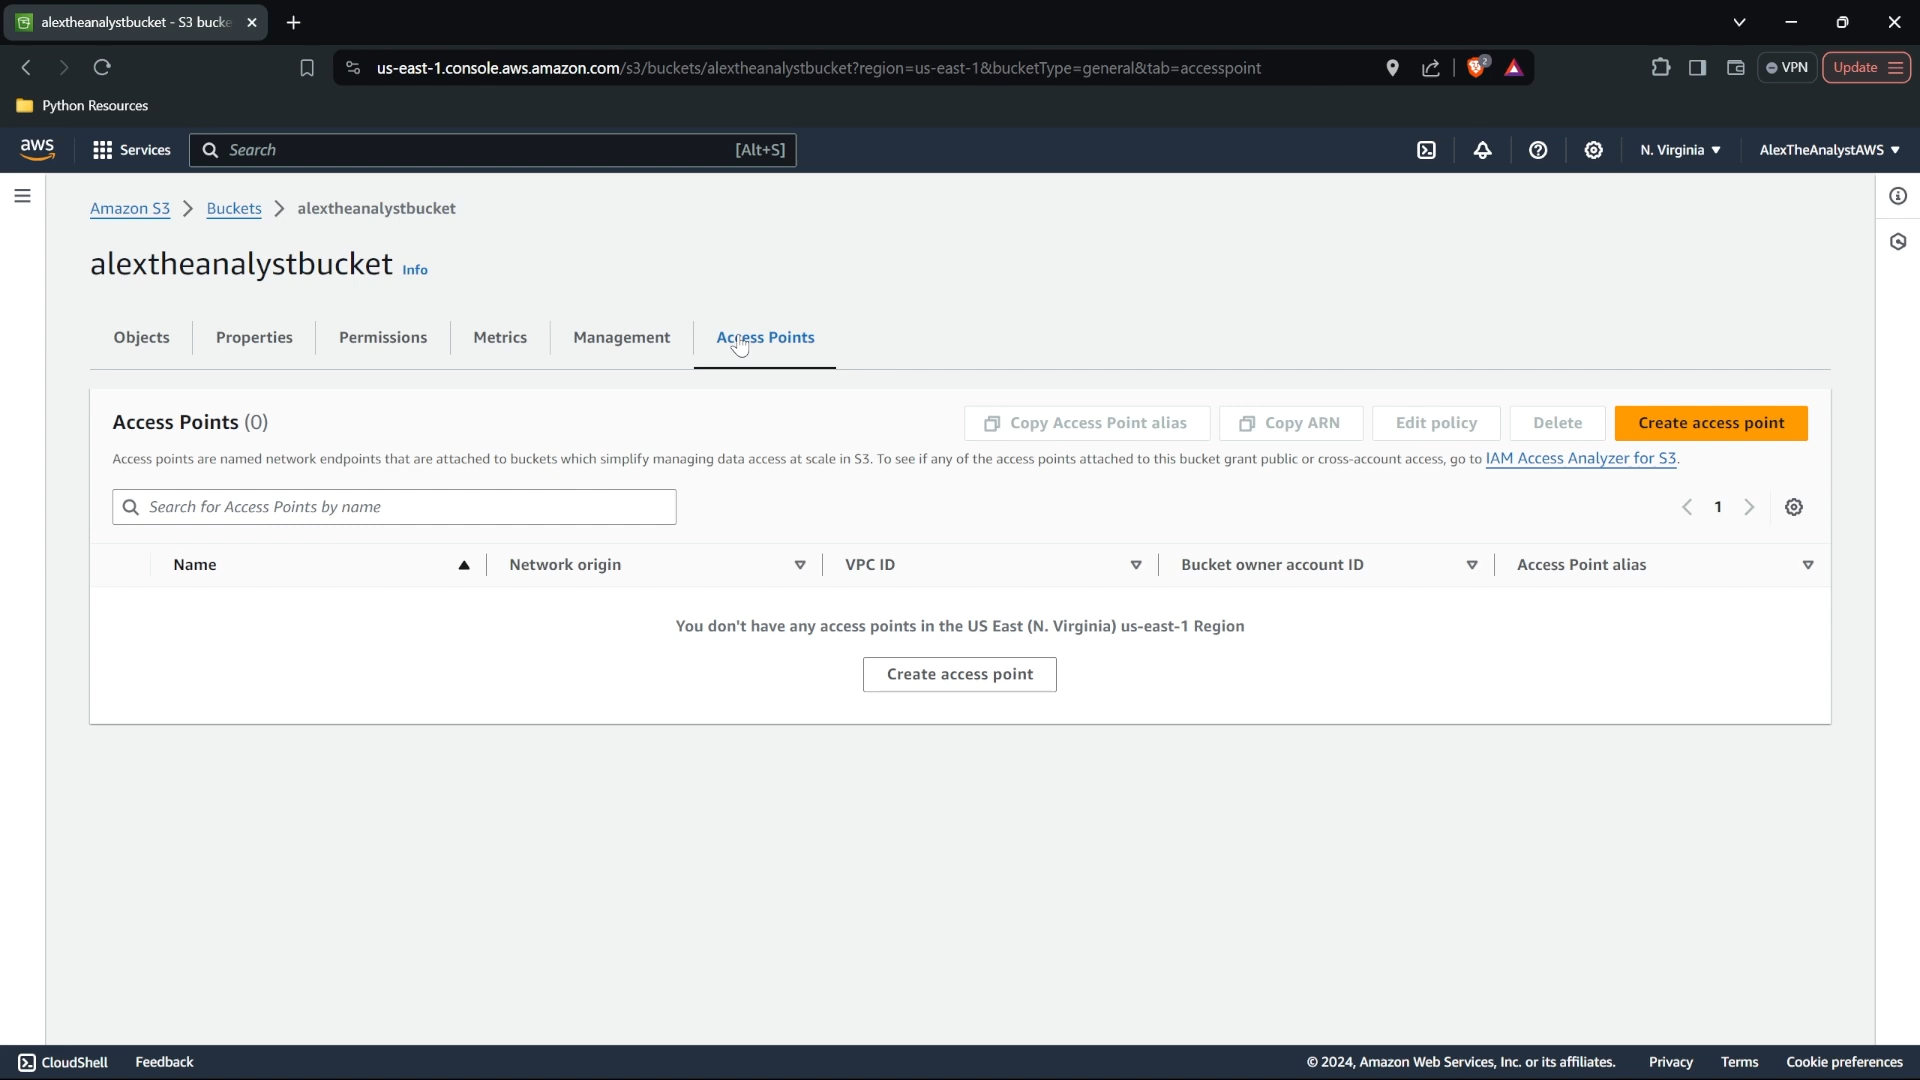 alextheanalystbucket - S3 bucke
us-east-1.console.aws.amazon.com/s3/buckets/alextheanalystbucket?region=us-east-1&bucketType=general&tab=accesspoint
2
VPN
Update
Python Resources
aws
Services
Search
[Alt+S]
N. Virginia
AlexTheAnalystAWS
Amazon S3
Buckets
alextheanalystbucket
alextheanalystbucket Info
Objects
Properties
Permissions
Metrics
Management
Access Points
Access Points (0)
Copy Access Point alias
Copy ARN
Edit policy
Delete
Create access point
Access points are named network endpoints that are attached to buckets which simplify managing data access at scale in S3. To see if any of the access points attached to this bucket grant public or cross-account access, go to IAM Access Analyzer for S3.
Search for Access Points by name
1
Name
Network origin
VPC ID
Bucket owner account ID
Access Point alias
You don't have any access points in the US East (N. Virginia) us-east-1 Region
Create access point
CloudShell
Feedback
© 2024, Amazon Web Services, Inc. or its affiliates.
Privacy
Terms
Cookie preferences